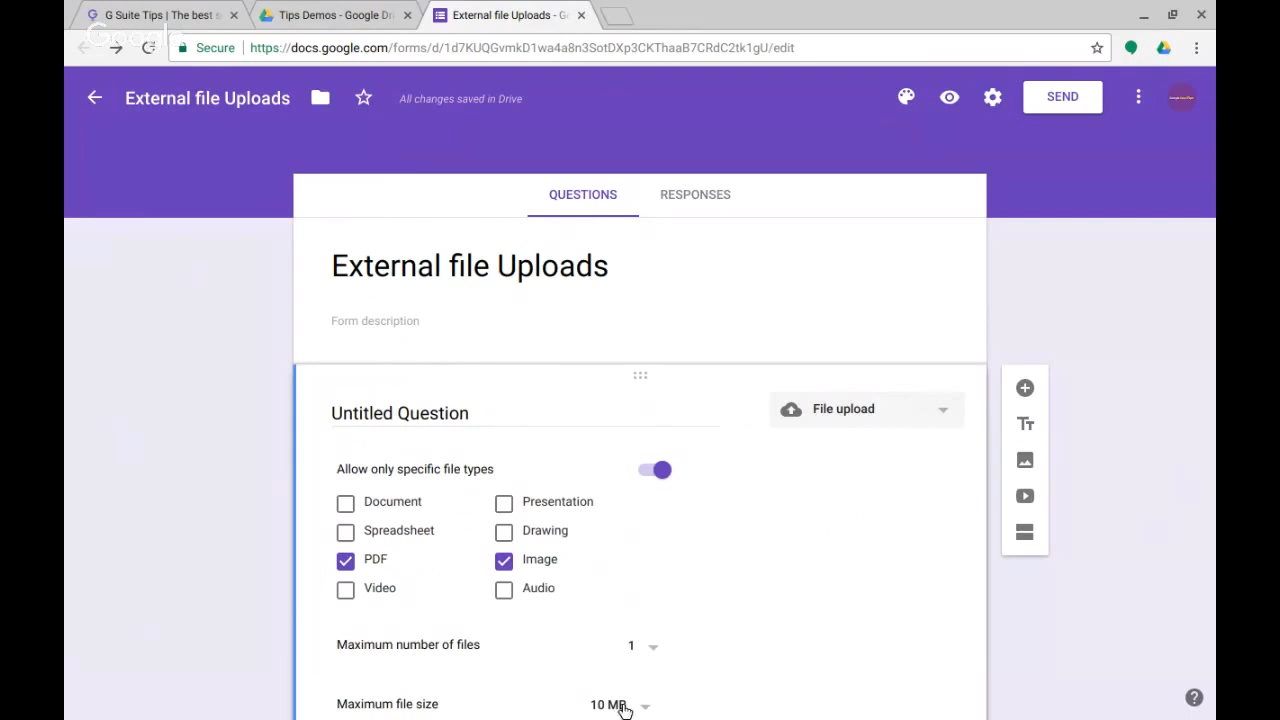 G Suite Tips | The best s
Tips Demos - Google Dr
External file Uploads - Go
Google
Secure
https://docs.google.com/forms/d/1d7KUQGvmkD1wa4a8n3SotDXp3CKThaaB7CRdC2tk1gU/edit
External file Uploads
All changes saved in Drive
SEND
QUESTIONS
RESPONSES
External file Uploads
Form description
Untitled Question
File upload
Allow only specific file types
Document
Presentation
Spreadsheet
Drawing
PDF
Image
Video
Audio
Maximum number of files
1
Maximum file size
10 MB